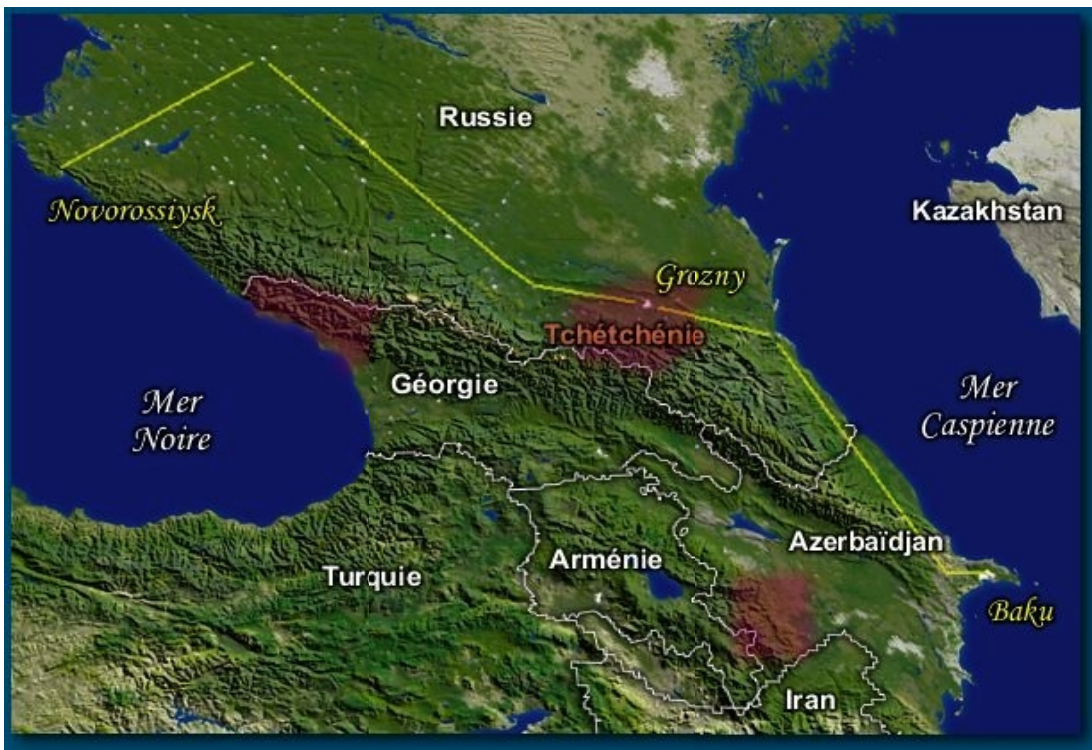 Russie
Novorossiysk
Kazakhstan
Grozny
Tchétchénie
Géorgie
Mer
Noire
Mer
Caspienne
Azerbaïdjan
Arménie
Turquie
Baku
Iran